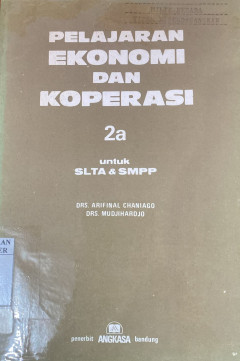 PELAJARAN
EKONOMI
DAN
KOPERASI
2a
untuk
SLTA & SMPP
DRS. ARIFINAL CHANIAGO
DRS. MUDJIHARDJO
penerbit ANGKASA bandung